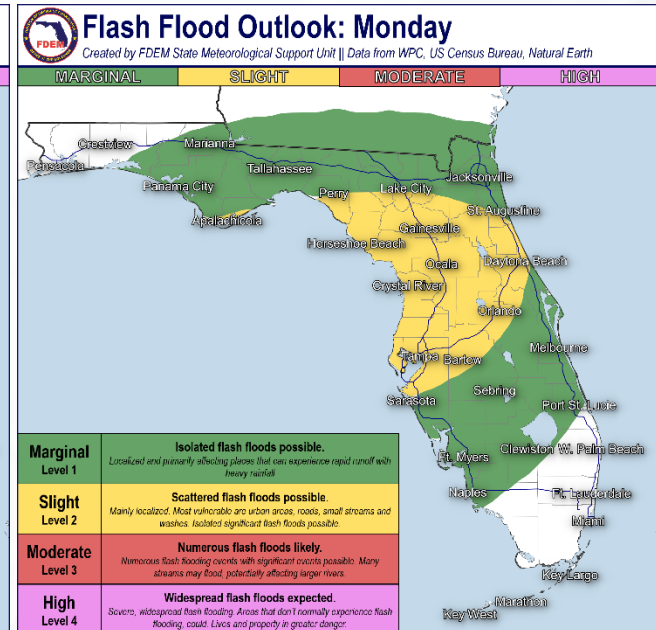 FDEM
Flash Flood Outlook: Monday
Created by FDEM State Meteorological Support Unit || Data from WPC, US Census Bureau, Natural Earth
MARGINAL SLIGHT MODERATE HIGH
Crestview
Marianna
Pensacola
Tallahassee
Jacksonville
Panama City
Perry
Lake City
Apalachicola
St. Augustine
Gainesville
Horseshoe Beach
Ocala
Daytona Beach
Crystal River
Orlando
Tampa
Bartow
Melbourne
Sebring
Sarasota
Port St. Lucie
Clewiston
W. Palm Beach
Ft. Myers
Naples
Ft. Lauderdale
Miami
Key Largo
Marathon
Key West
Marginal
Level 1
Isolated flash floods possible.
Localized and primarily affecting places that can experience rapid runoff with
heavy rainfall
Slight
Level 2
Scattered flash floods possible.
Mainly localized. Most vulnerable are urban areas, roads, small streams and
washes. Isolated significant flash floods possible.
Moderate
Level 3
Numerous flash floods likely.
Numerous flash flooding events with significant events possible. Many
streams may flood, potentially affecting larger rivers.
High
Level 4
Widespread flash floods expected.
Severe, widespread flash flooding. Areas that don't normally experience flash
flooding, could. Lives and property in greater danger.